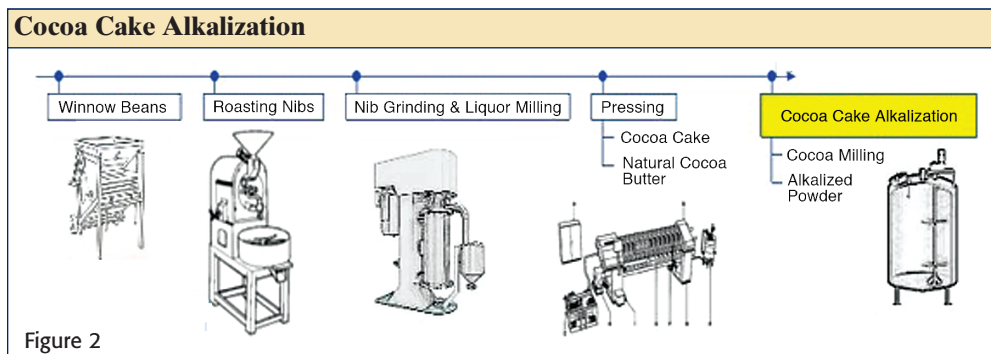 Cocoa Cake Alkalization
Winnow Beans
Roasting Nibs
Nib Grinding & Liquor Milling
Pressing
Cocoa Cake
Natural Cocoa
Butter
Cocoa Cake Alkalization
Cocoa Milling
Alkalized
Powder
Figure 2